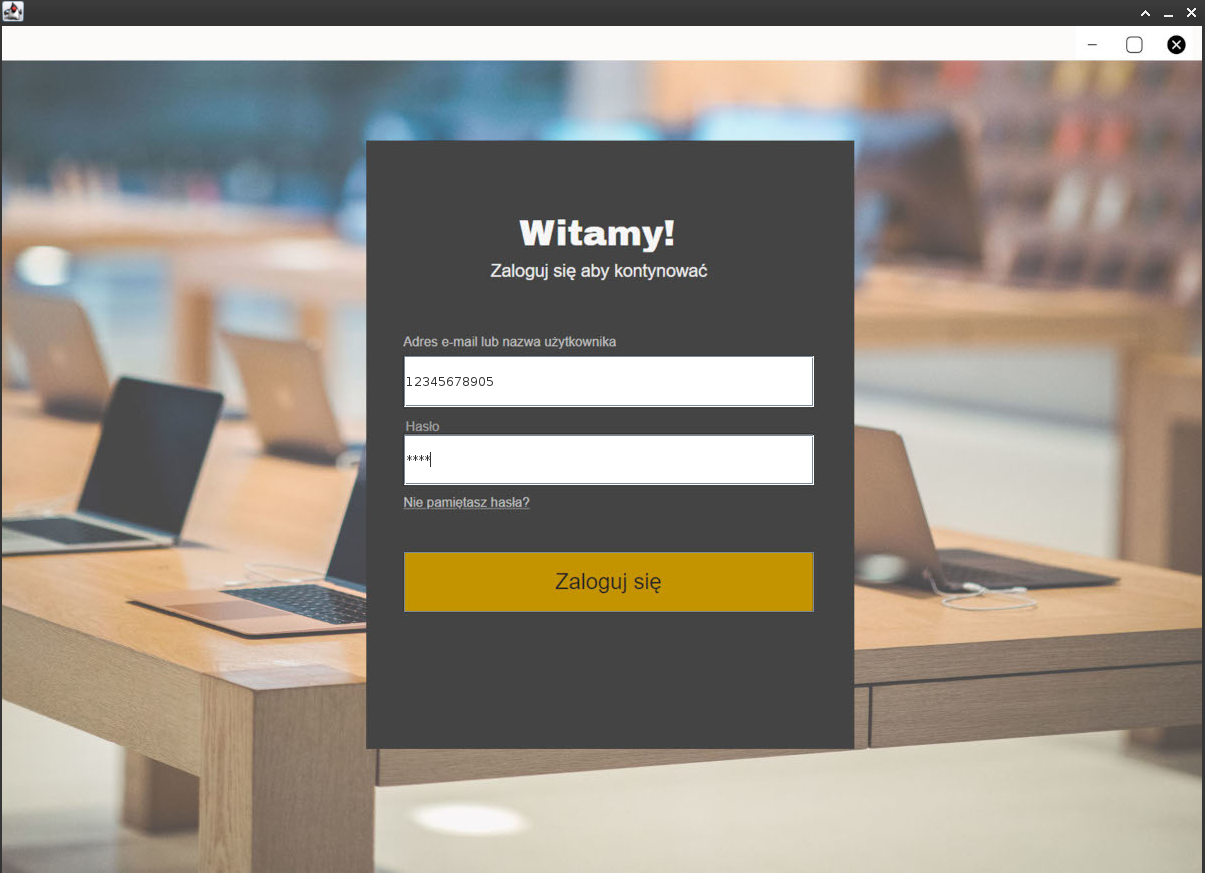 Witamy!
Zaloguj się aby kontynować
Adres e-mail lub nazwa użytkownika
12345678905
Hasło
****
Nie pamiętasz hasła?
Zaloguj się